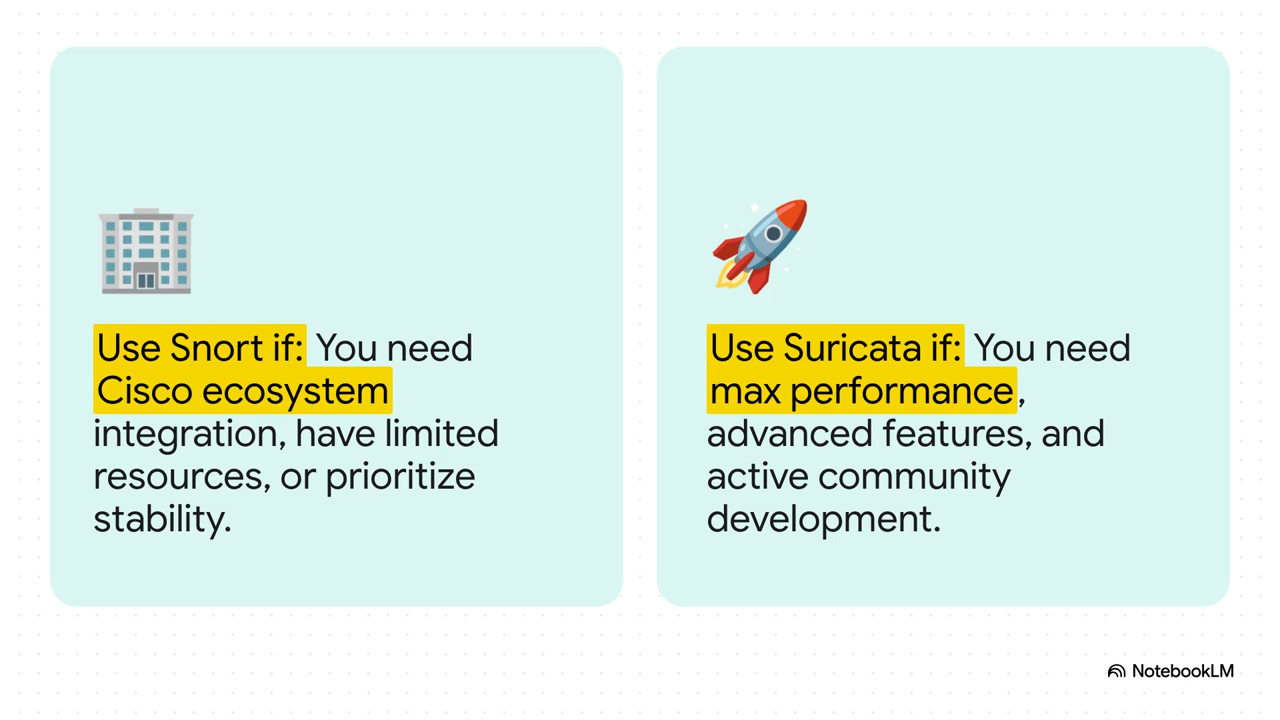 Use Snort if: You need
Cisco ecosystem
integration, have limited
resources, or prioritize
stability.
Use Suricata if: You need
max performance,
advanced features, and
active community
development.
NotebookLM